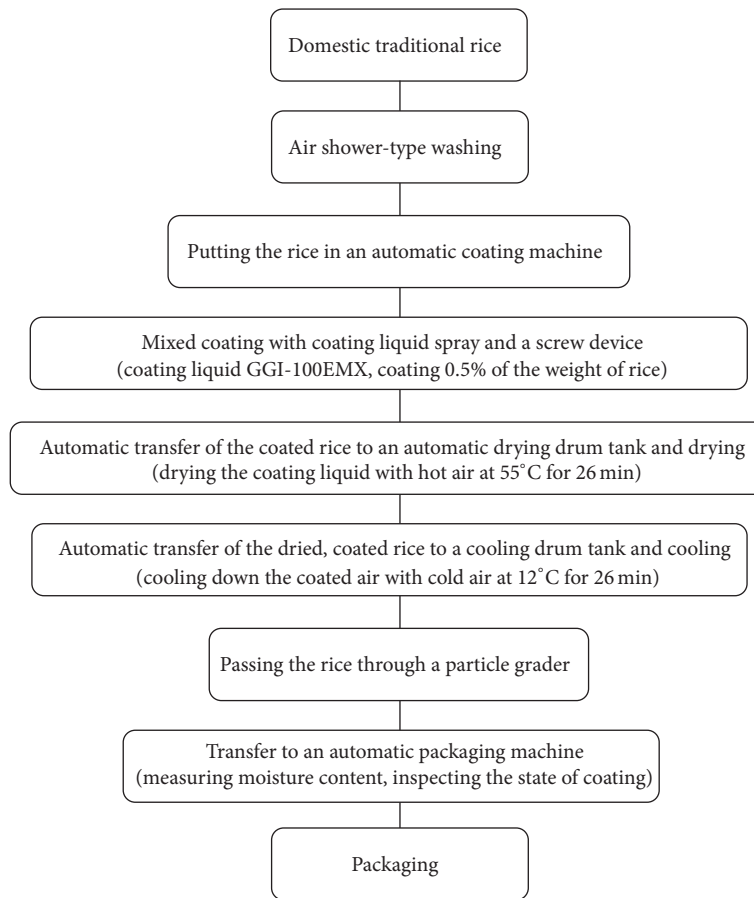 Domestic traditional rice
Air shower-type washing
Putting the rice in an automatic coating machine
Mixed coating with coating liquid spray and a screw device
(coating liquid GGI-100EMX, coating 0.5% of the weight of rice)
Automatic transfer of the coated rice to an automatic drying drum tank and drying
(drying the coating liquid with hot air at 55°C for 26 min)
Automatic transfer of the dried, coated rice to a cooling drum tank and cooling
(cooling down the coated air with cold air at 12°C for 26 min)
Passing the rice through a particle grader
Transfer to an automatic packaging machine
(measuring moisture content, inspecting the state of coating)
Packaging